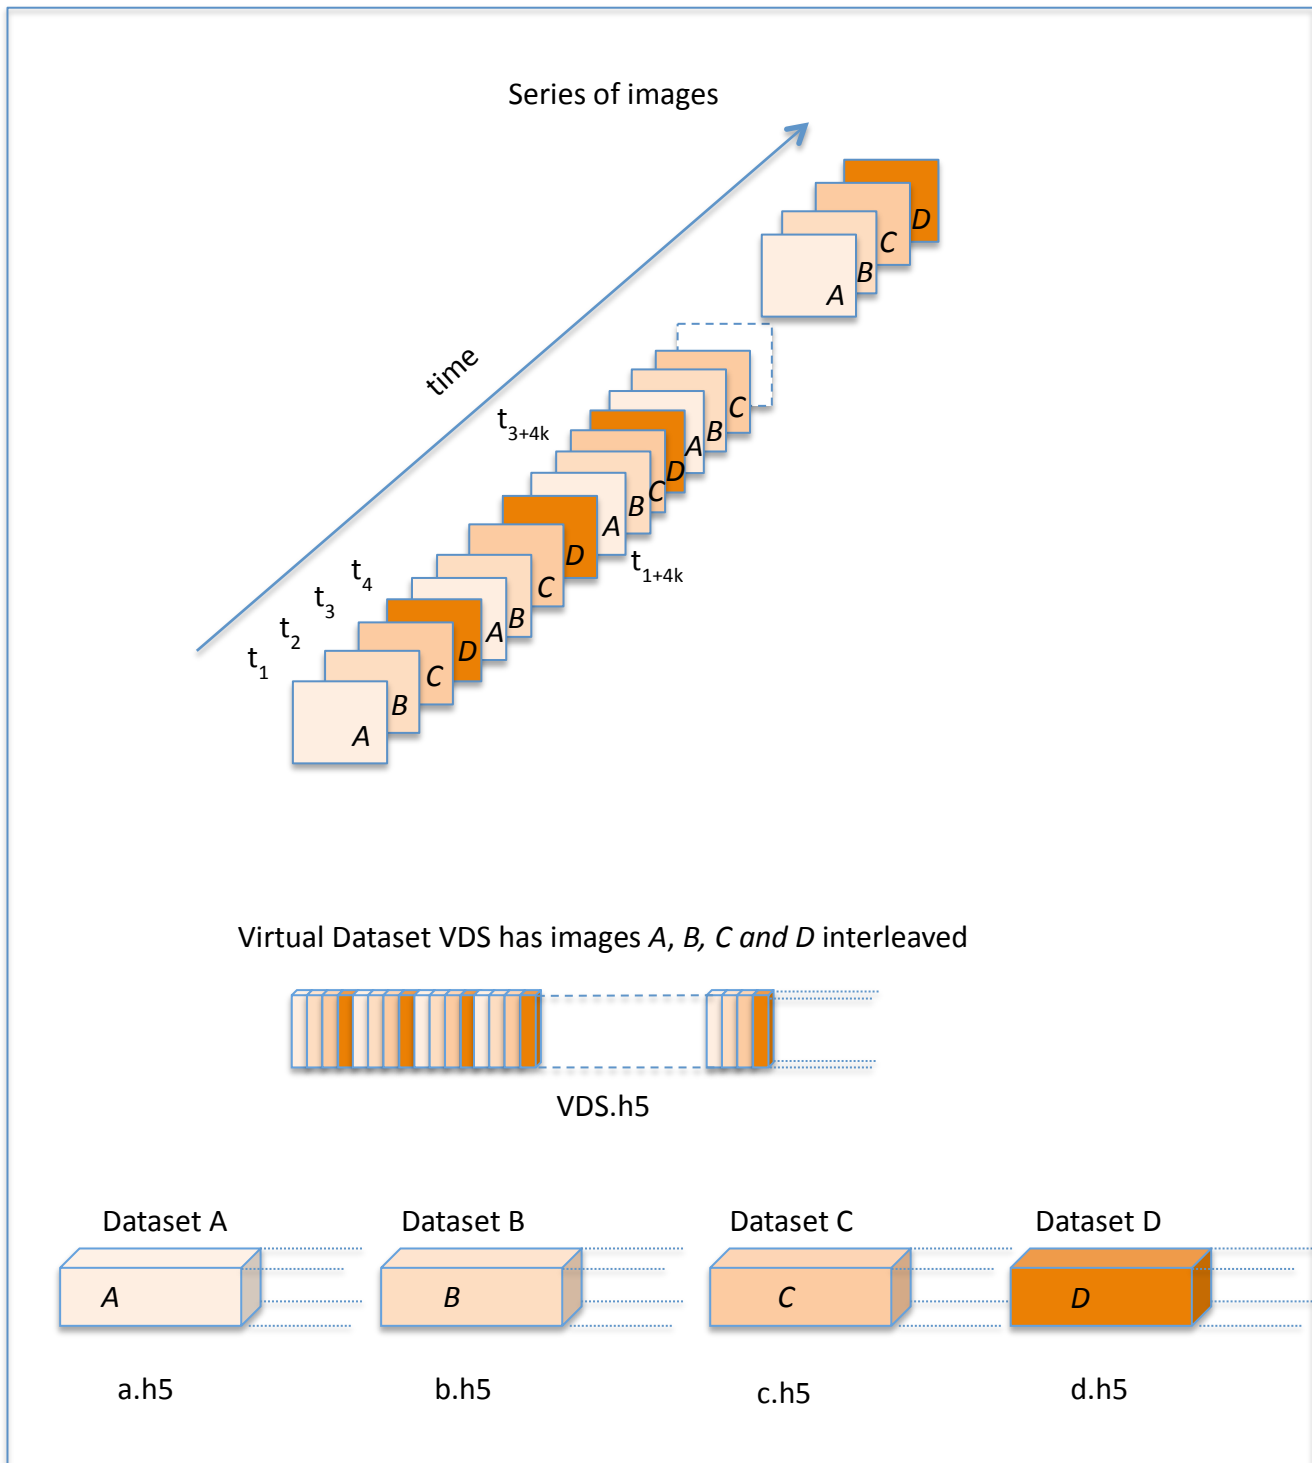 Series of images
time
D
C
B
A
C
B
A
D
C
B
A
D
C
B
A
D
C
B
A
t3+4k
t1+4k
t4
t3
t2
t1
Virtual Dataset VDS has images A, B, C and D interleaved
VDS.h5
Dataset A Dataset B Dataset C Dataset D
A B C D
a.h5 b.h5 c.h5 d.h5